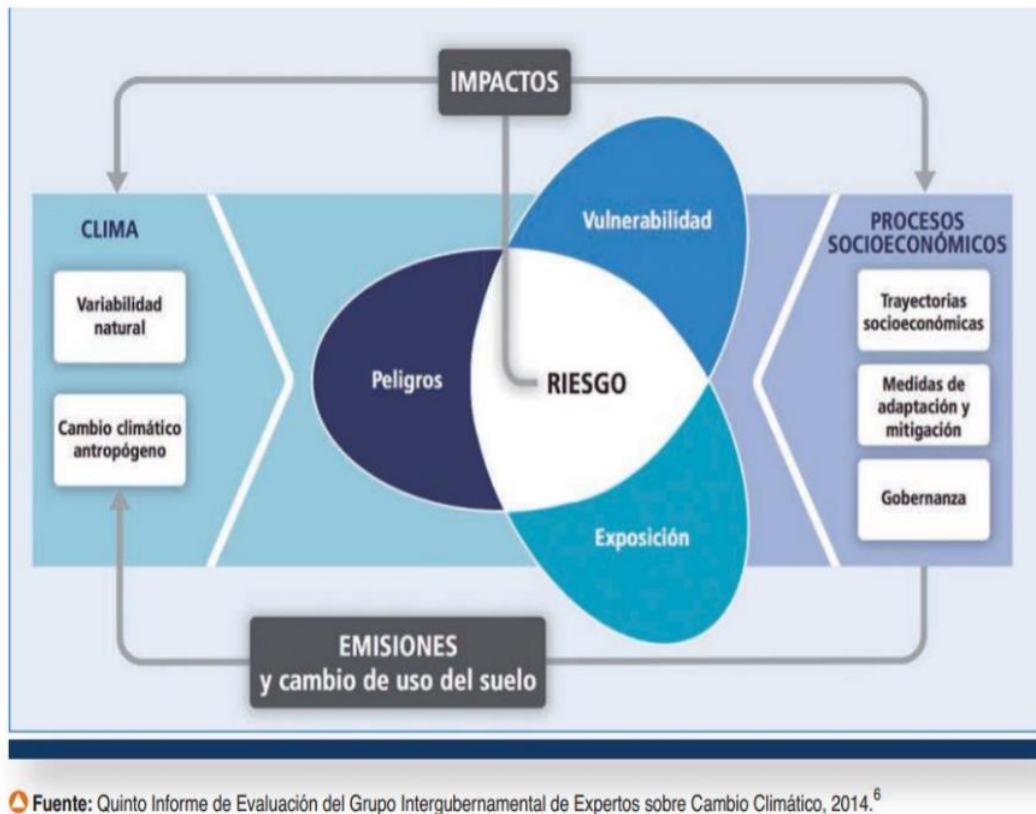 IMPACTOS
CLIMA
Variabilidad
natural
Cambio climático
antropógeno
Peligros
RIESGO
Vulnerabilidad
Exposición
PROCESOS
SOCIOECONÓMICOS
Trayectorias
socioeconómicas
Medidas de
adaptación y
mitigación
Gobernanza
EMISIONES
y cambio de uso del suelo
Fuente: Quinto Informe de Evaluación del Grupo Intergubernamental de Expertos sobre Cambio Climático, 2014.6